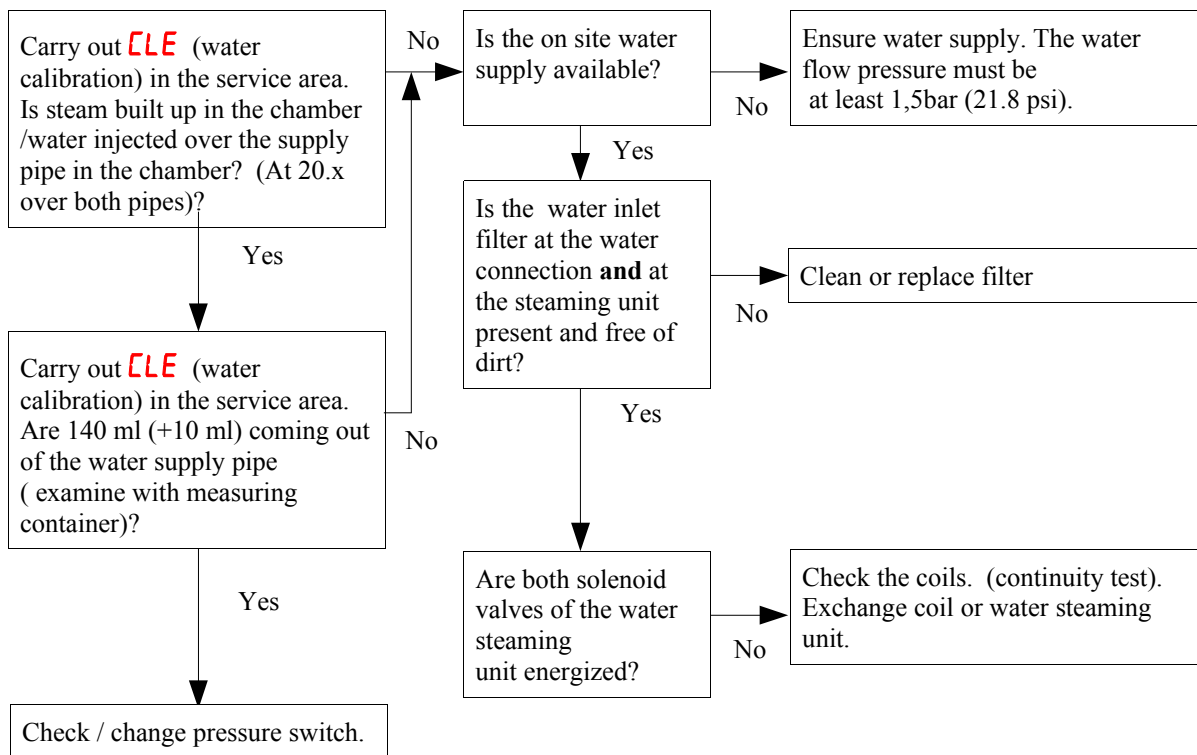 Carry out CLE (water
calibration) in the service area.
Is steam built up in the chamber
/water injected over the supply
pipe in the chamber? (At 20.x
over both pipes)?
No
Is the on site water
supply available?
No
Ensure water supply. The water
flow pressure must be
at least 1,5bar (21.8 psi).
Yes
Yes
Is the water inlet
filter at the water
connection and at
the steaming unit
present and free of
dirt?
No
Clean or replace filter
Carry out CLE (water
calibration) in the service area.
Are 140 ml (+10 ml) coming out
of the water supply pipe
( examine with measuring
container)?
No
Yes
Yes
Are both solenoid
valves of the water
steaming
unit energized?
No
Check the coils. (continuity test).
Exchange coil or water steaming
unit.
Check / change pressure switch.